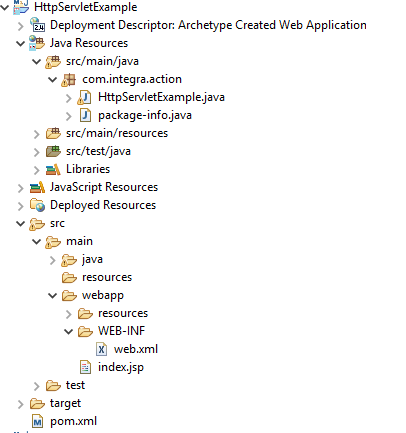 HttpServletExample
Deployment Descriptor: Archetype Created Web Application
Java Resources
src/main/java
com.integra.action
HttpServletExample.java
package-info.java
src/main/resources
src/test/java
Libraries
JavaScript Resources
Deployed Resources
src
main
java
resources
webapp
resources
WEB-INF
web.xml
index.jsp
test
target
pom.xml